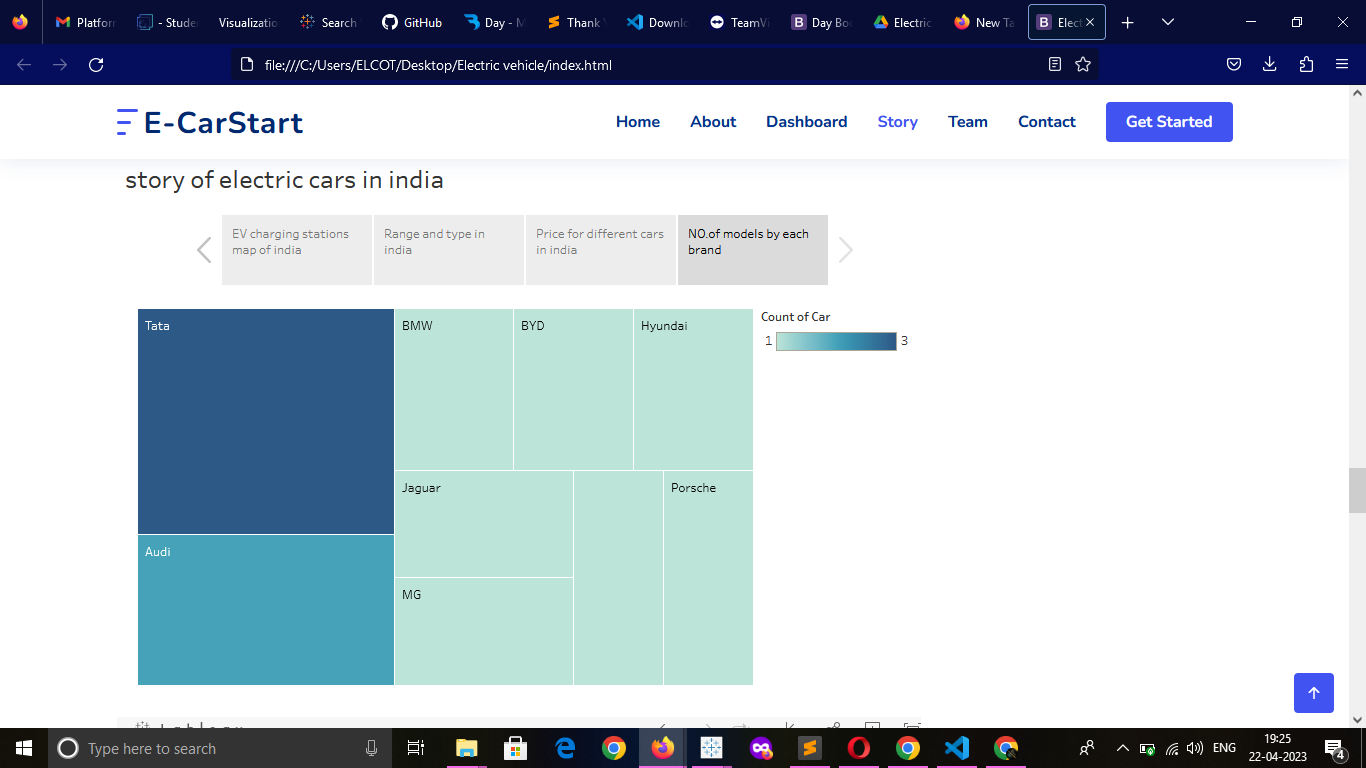 Platfor
- Stude
Visualizatio
Search
GitHub
Day - M
Thank
Downlo
TeamVi
Day Boo
Electric
New Ta
Elect
file:///C:/Users/ELCOT/Desktop/Electric vehicle/index.html
E-CarStart
Home
About
Dashboard
Story
Team
Contact
Get Started
story of electric cars in india
EV charging stations
map of india
Range and type in
india
Price for different cars
in india
NO.of models by each
brand
Tata
BMW
BYD
Hyundai
Count of Car
1
3
Jaguar
Porsche
Audi
MG
Type here to search
ENG
19:25
22-04-2023
4